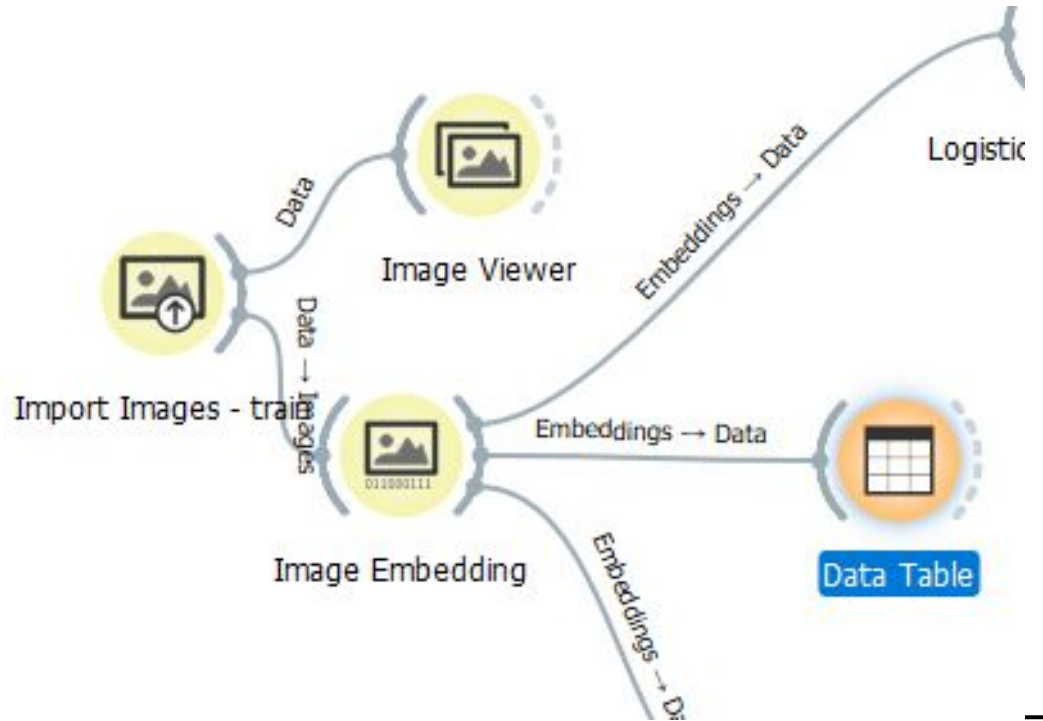 Data
Image Viewer
Import Images - train
Data → Images
011000111
Image Embedding
Embeddings → Data
Logistic
Embeddings → Data
Data Table
Embeddings → Da